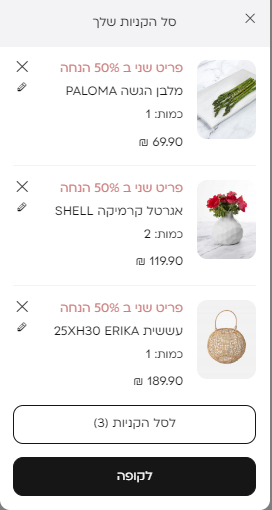 סל הקניות שלך
פריט שני ב 50% הנחה
מלבן הגשה PALOMA
כמות: 1
69.90 ₪
פריט שני ב 50% הנחה
אגרטל קרמיקה SHELL
כמות: 2
119.90 ₪
פריט שני ב 50% הנחה
עששית 25XH30 ERIKA
כמות: 1
189.90 ₪
לסל הקניות (3)
לקופה